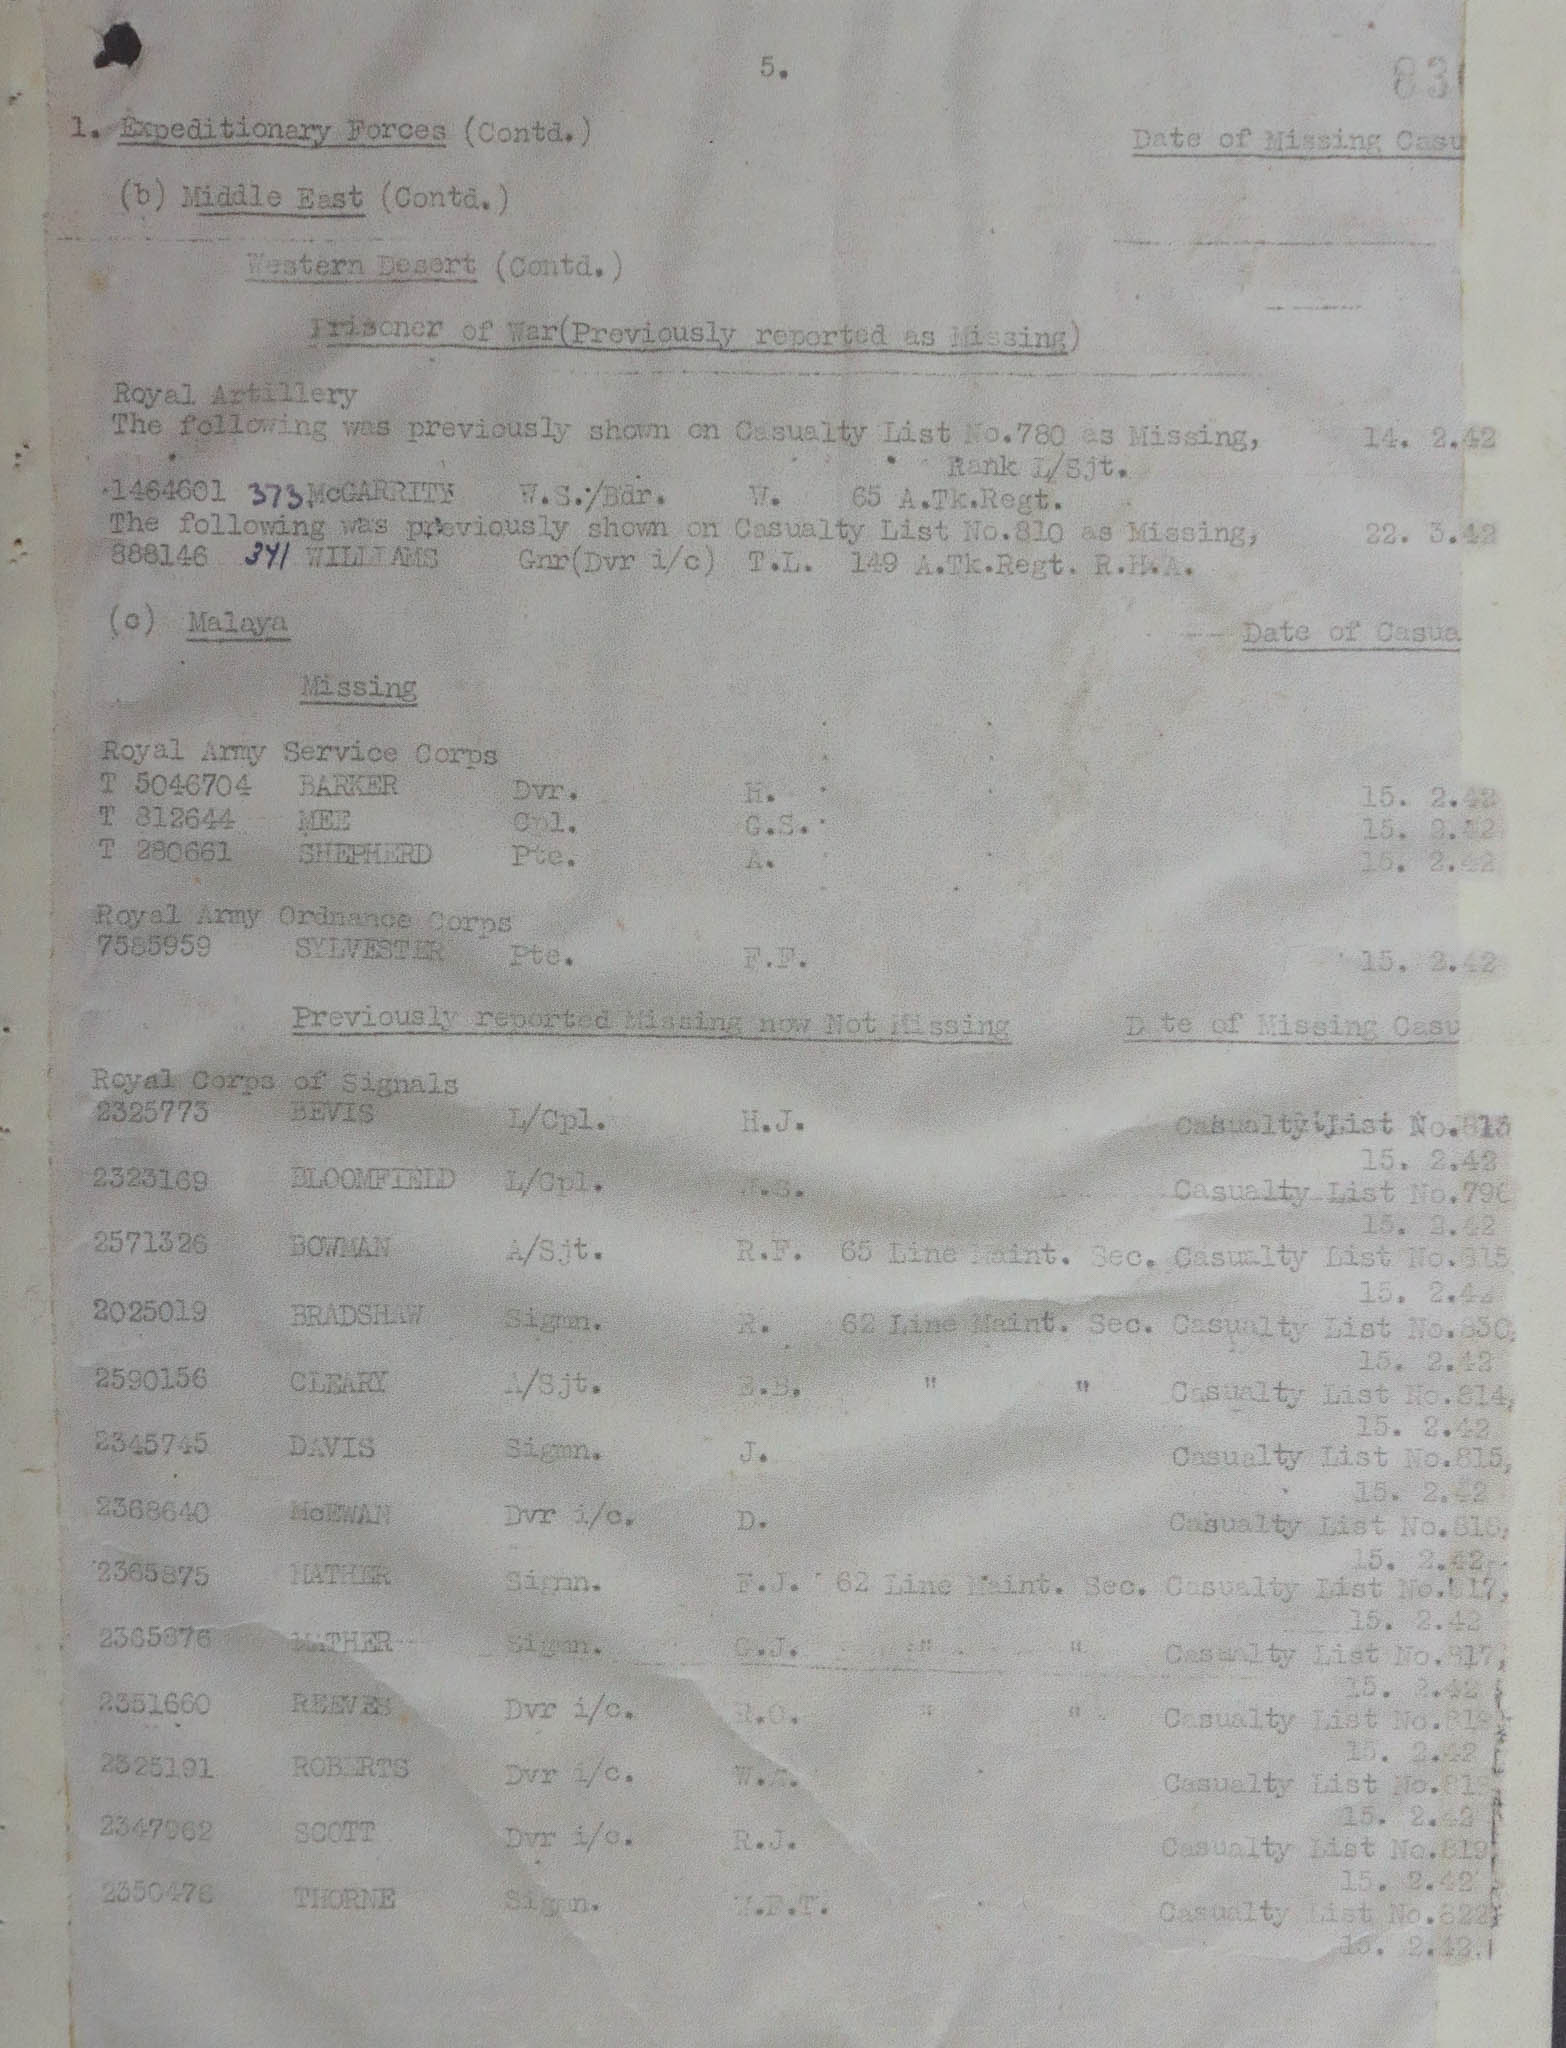 5.
83
1. Expeditionary Forces (Contd.)
Date of Missing Casu
(b) Middle East (Contd.)
Western Desert (Contd.)
Prisoner of War(Previously reported as Missing)
Royal Artillery
The following was previously shown on Casualty List No.780 as Missing, 14. 2.42
Rank L/Sjt.
1464601 373 McGARRITY W.S./Bdr. W. 65 A.Tk.Regt.
The following was previously shown on Casualty List No.810 as Missing, 22. 3.42
888146 341 WILLIAMS Gnr(Dvr i/c) T.L. 149 A.Tk.Regt. R.H.A.
(c) Malaya Date of Casua
Missing
Royal Army Service Corps
T 5046704 BARKER Dvr. H. 15. 2.42
T 812644 MEE Cpl. G.S. 15. 2.42
T 280661 SHEPHERD Pte. A. 15. 2.42
Royal Army Ordnance Corps
7585959 SYLVESTER Pte. F.F. 15. 2.42
Previously reported Missing now Not Missing D te of Missing Casu
Royal Corps of Signals
2325773 BEVIS L/Cpl. H.J. Casualty List No.813
15. 2.42
2323169 BLOOMFIELD L/Cpl. Casualty List No.796
15. 2.42
2571326 BOWMAN A/Sjt. R.F. 65 Line Maint. Sec. Casualty List No.815
15. 2.42
2025019 BRADSHAW Sigmn. R. 62 Line Maint. Sec. Casualty List No.830,
15. 2.42
2590156 CLEARY A/Sjt. E.B. " " Casualty List No.814,
15. 2.42
2345745 DAVIS Sigmn. J. Casualty List No.815,
15. 2.42
2368640 McEWAN Dvr i/c. D. Casualty List No.816,
15. 2.42
2365875 MATHER Sigmn. F.J. 62 Line Maint. Sec. Casualty List No.817,
15. 2.42
2365876 MATHER Sigmn. G.J. " " Casualty List No.817,
15. 2.42
2351660 REEVES Dvr i/c. " " Casualty List No.818
15. 2.42
2325191 ROBERTS Dvr i/c. Casualty List
15. 2.42
2347962 SCOTT Dvr i/c. R.J. Casualty List No.819
15. 2.42
2350476 THORNE Sigmn. Casualty List No.822
15. 2.42.